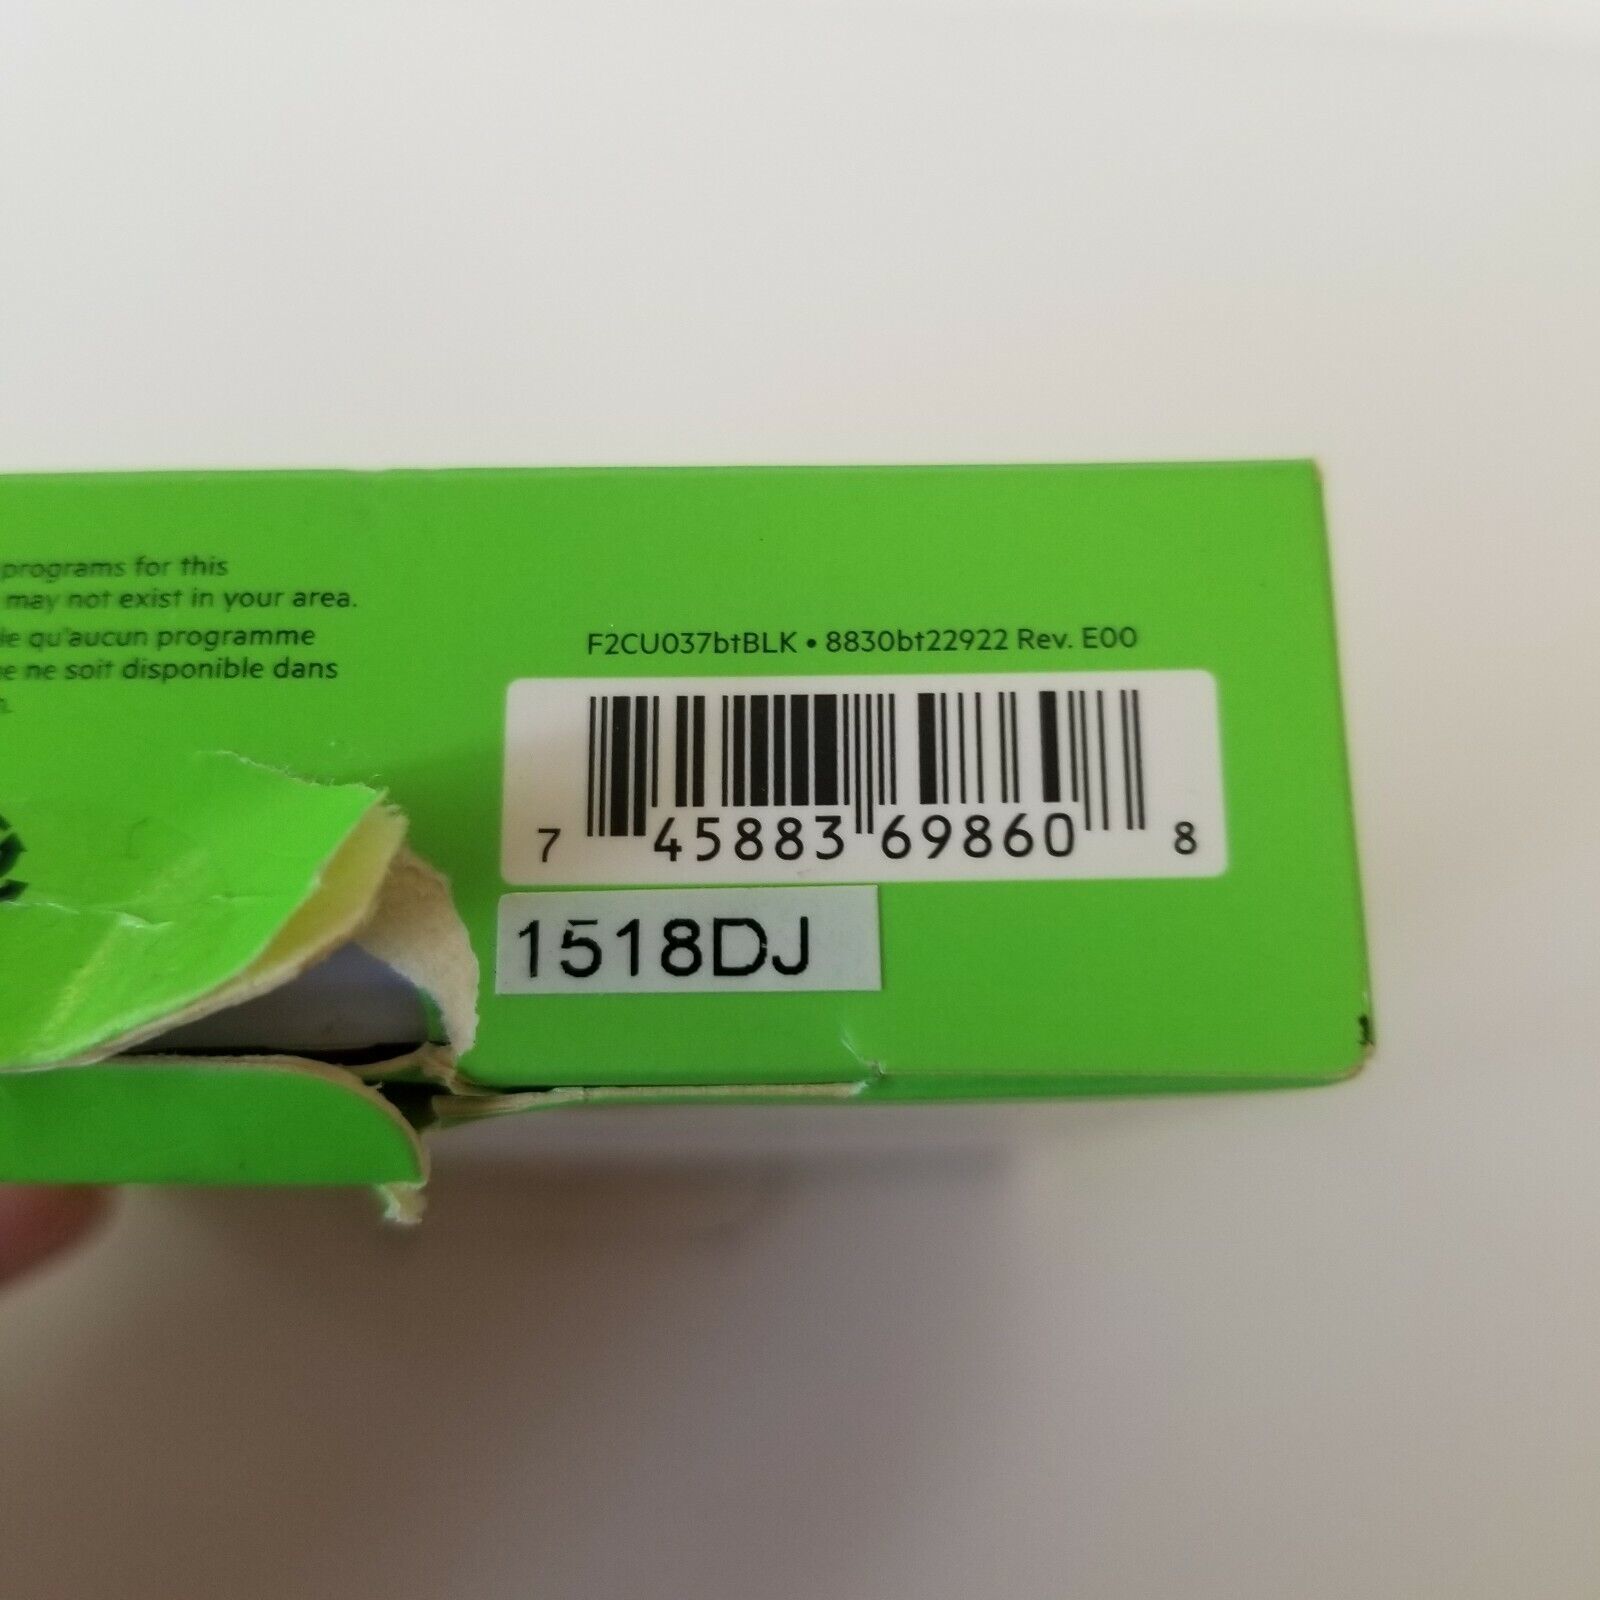 programs for this
may not exist in your area.
qu'aucun programme
ne soit disponible dans
F2CU037btBLK • 8830bt22922 Rev. E00
7 45883 69860 8
1518DJ